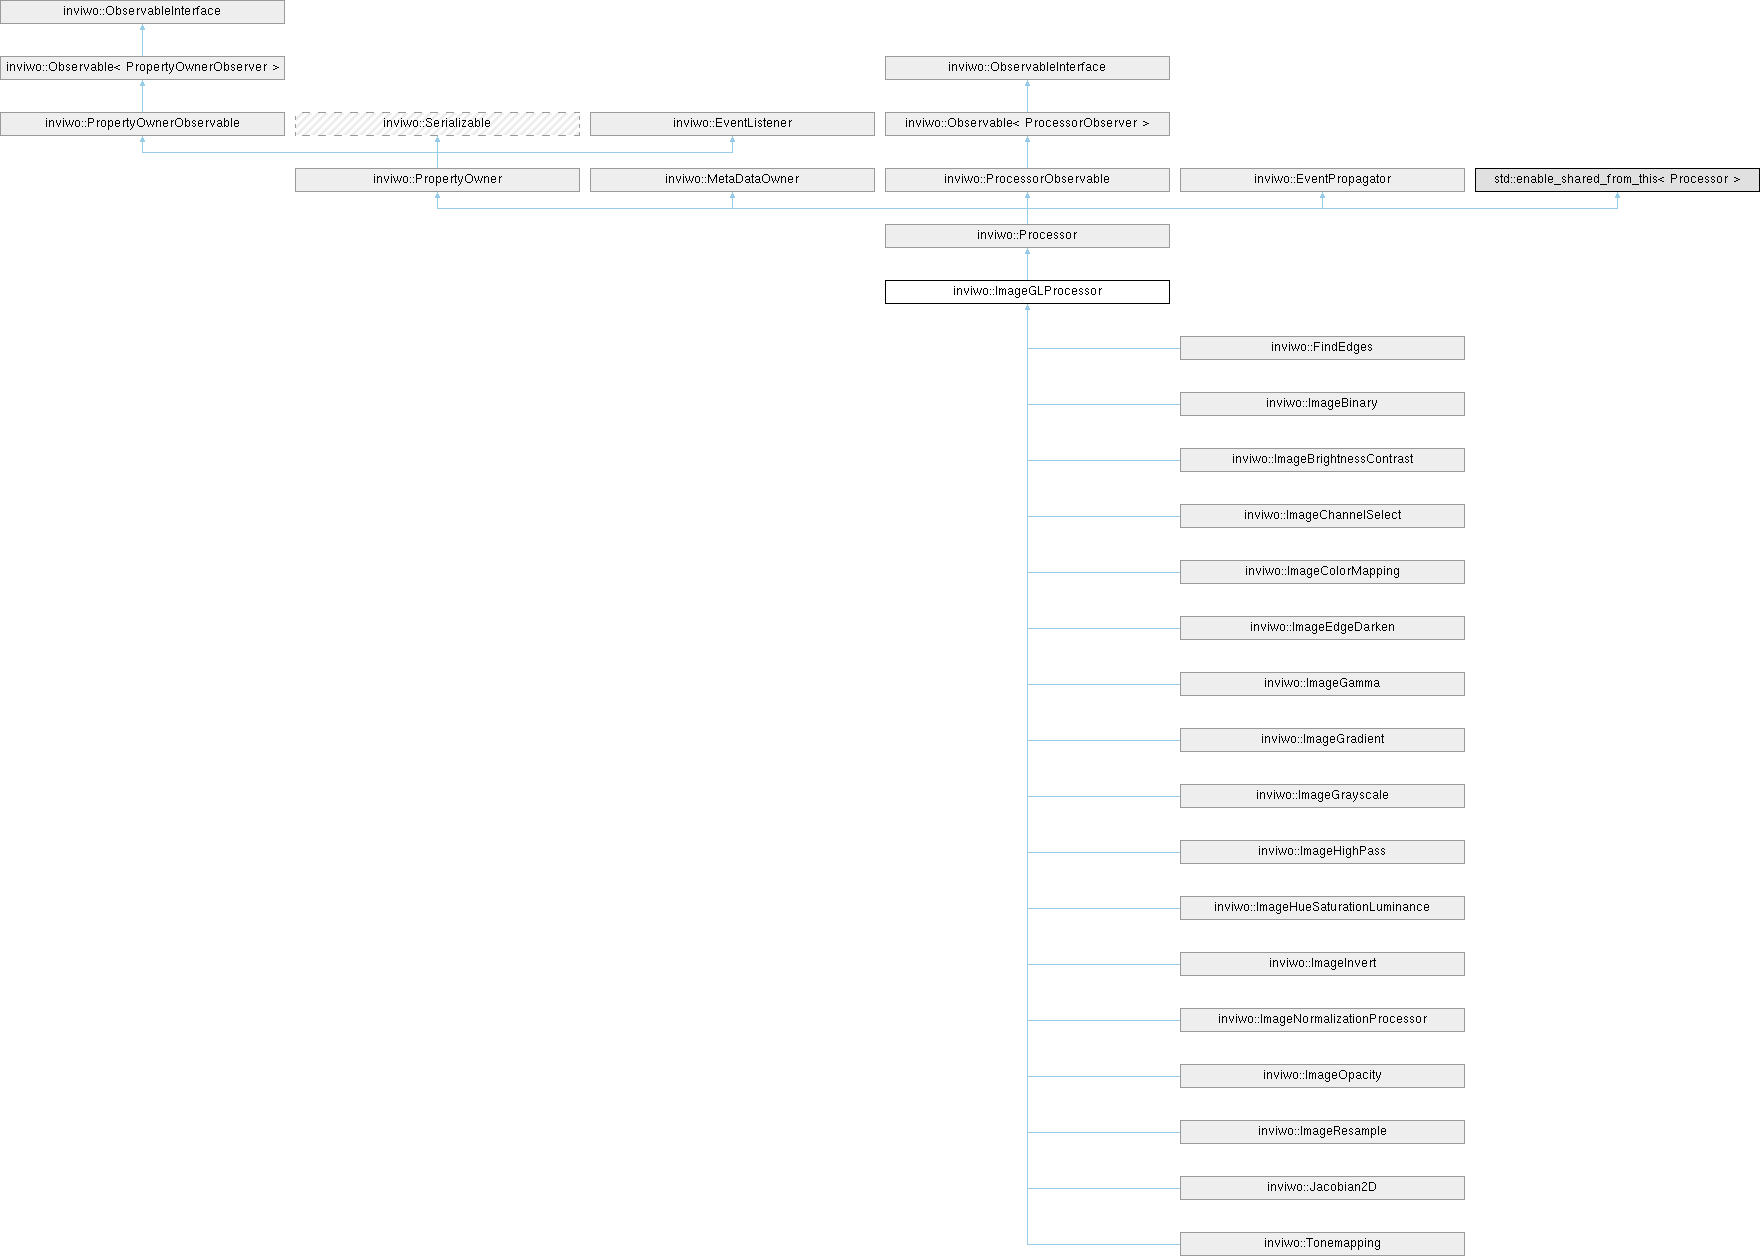 inviwo::ObservableInterface
inviwo::Observable< PropertyOwnerObserver >
inviwo::ObservableInterface
inviwo::PropertyOwnerObservable
inviwo::Serializable
inviwo::EventListener
inviwo::Observable< ProcessorObserver >
inviwo::PropertyOwner
inviwo::MetaDataOwner
inviwo::ProcessorObservable
inviwo::EventPropagator
std::enable_shared_from_this< Processor >
inviwo::Processor
inviwo::ImageGLProcessor
inviwo::FindEdges
inviwo::ImageBinary
inviwo::ImageBrightnessContrast
inviwo::ImageChannelSelect
inviwo::ImageColorMapping
inviwo::ImageEdgeDarken
inviwo::ImageGamma
inviwo::ImageGradient
inviwo::ImageGrayscale
inviwo::ImageHighPass
inviwo::ImageHueSaturationLuminance
inviwo::ImageInvert
inviwo::ImageNormalizationProcessor
inviwo::ImageOpacity
inviwo::ImageResample
inviwo::Jacobian2D
inviwo::Tonemapping